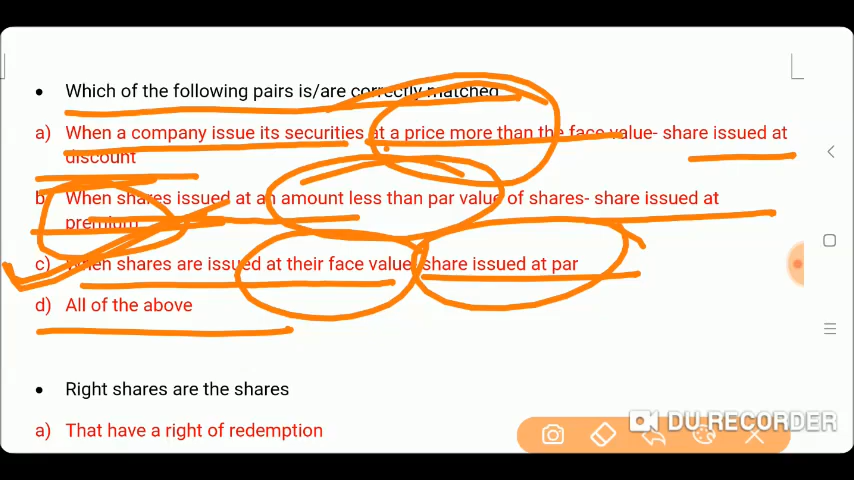 • Which of the following pairs is/are correctly matched
a) When a company issue its securities at a price more than the face value- share issued at
discount
b) When shares issued at an amount less than par value of shares- share issued at
premium
c) When shares are issued at their face value- share issued at par
d) All of the above
• Right shares are the shares
a) That have a right of redemption
DU RECORDER